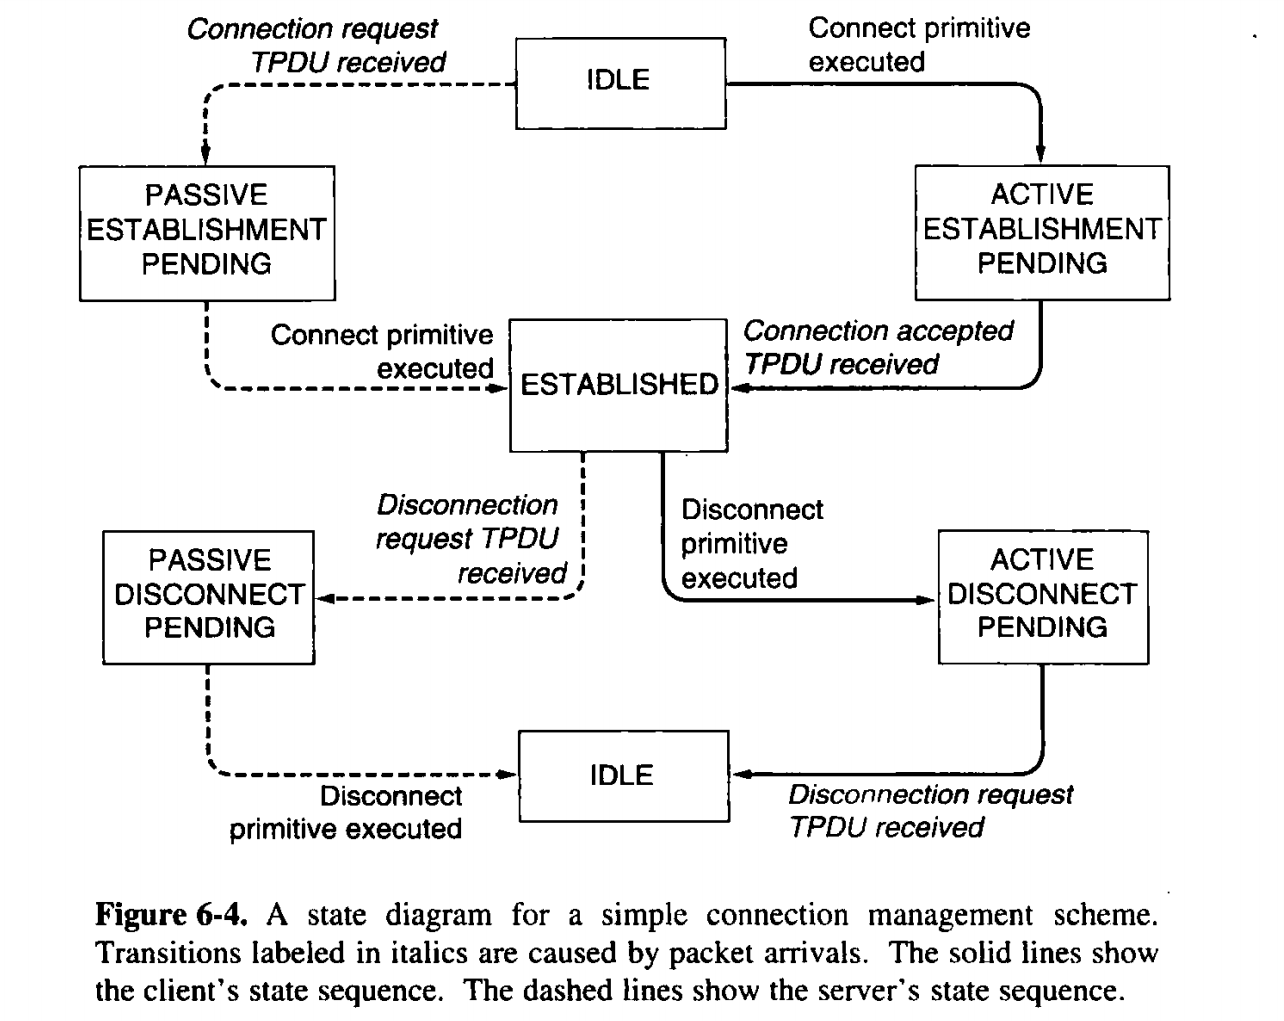 Connection request
TPDU received
IDLE
Connect primitive
executed
PASSIVE
ESTABLISHMENT
PENDING
ACTIVE
ESTABLISHMENT
PENDING
Connect primitive
executed
ESTABLISHED
Connection accepted
TPDU received
Disconnection
request TPDU
received
Disconnect
primitive
executed
PASSIVE
DISCONNECT
PENDING
ACTIVE
DISCONNECT
PENDING
Disconnect
primitive executed
IDLE
Disconnection request
TPDU received
Figure 6-4. A state diagram for a simple connection management scheme.
Transitions labeled in italics are caused by packet arrivals. The solid lines show
the client's state sequence. The dashed lines show the server's state sequence.